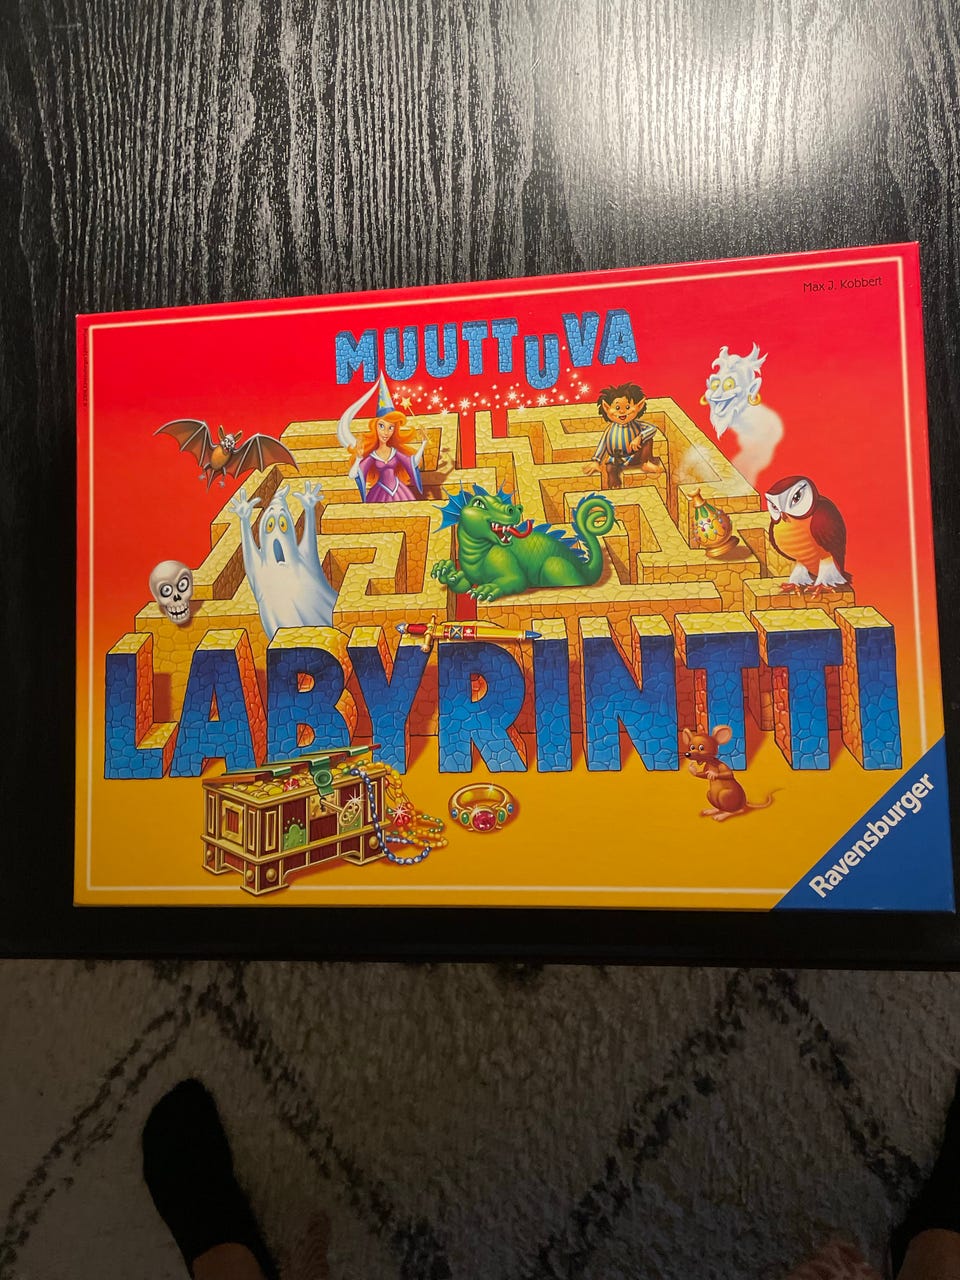 Max J. Kobbert
MUUTTUVA
LABYRINTTI
Ravensburger